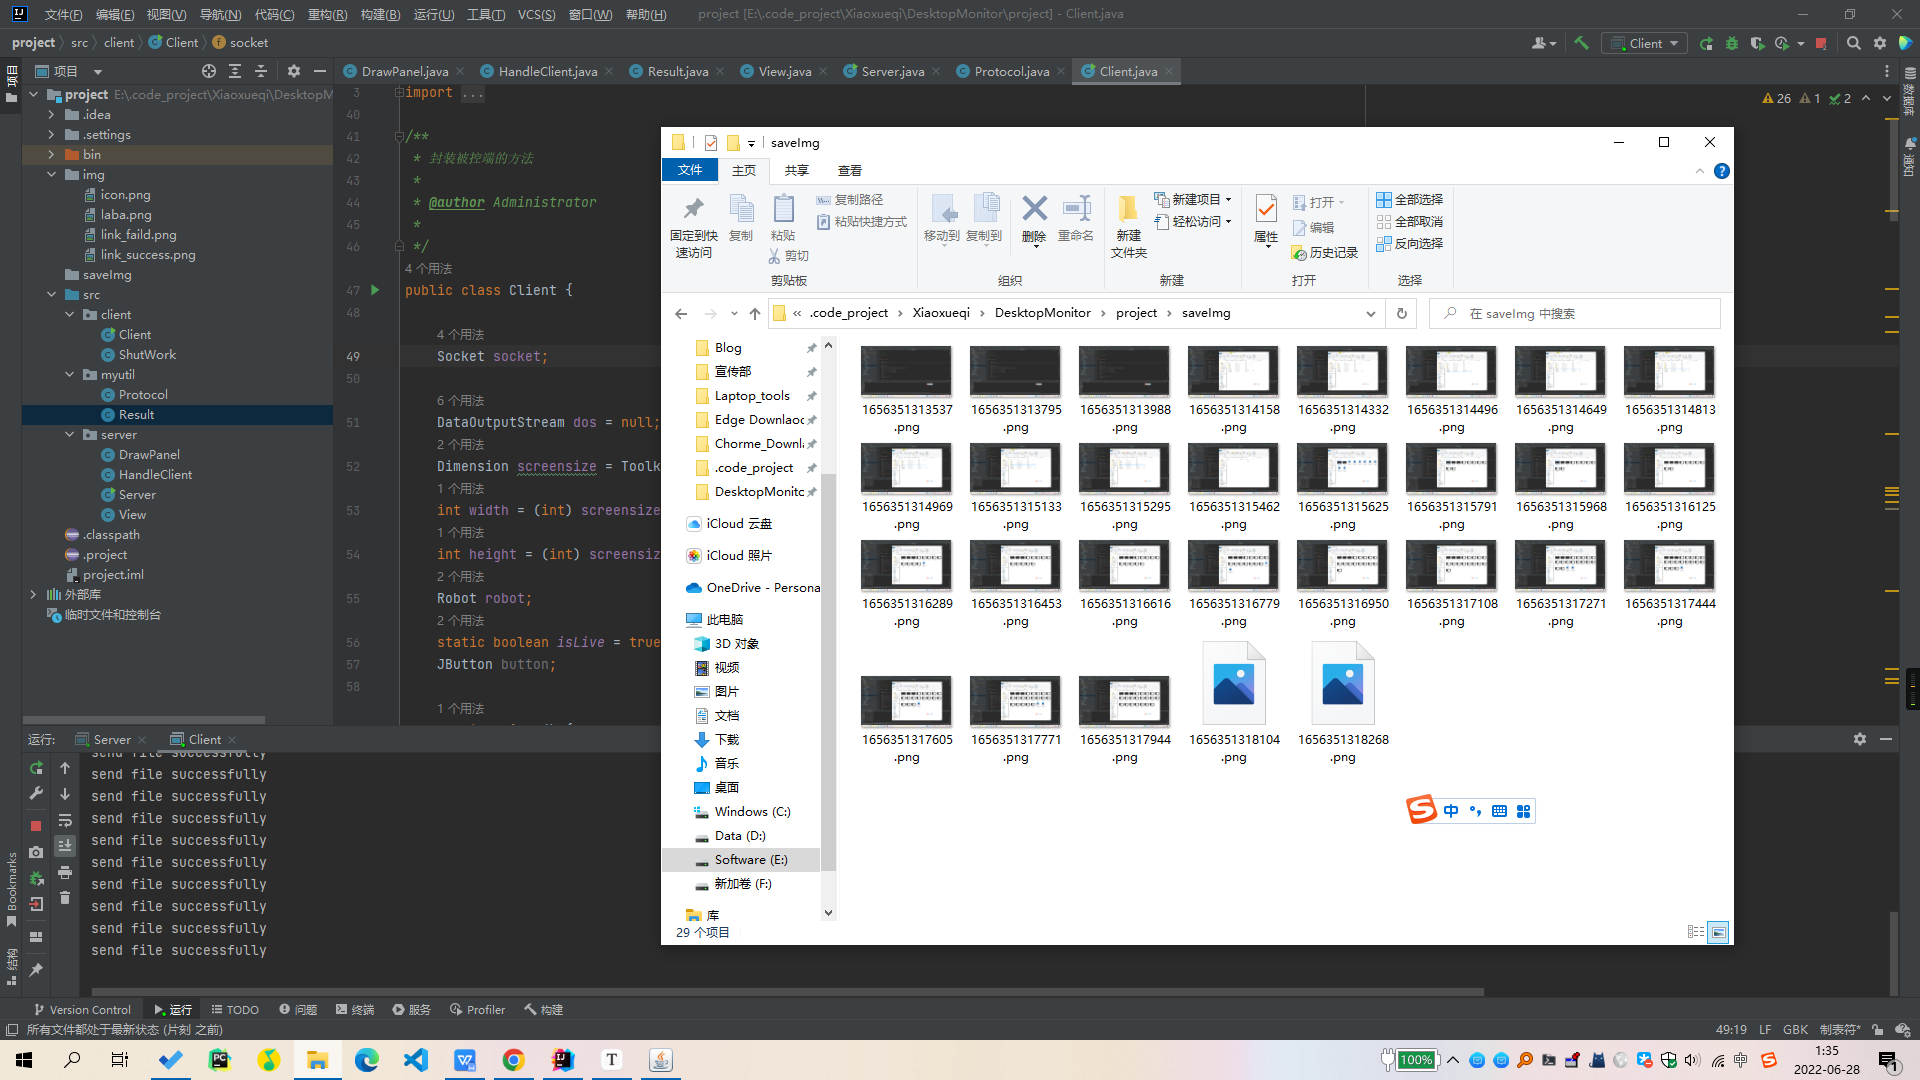 文件(F) 编辑(E) 视图(V) 导航(N) 代码(C) 重构(R) 构建(B) 运行(U) 工具(T) VCS(S) 窗口(W) 帮助(H) project [E:\.code_project\Xiaoxueqi\DesktopMonitor\project] - Client.java
project src client Client socket
Client
项目
DrawPanel.java HandleClient.java Result.java View.java Server.java Protocol.java Client.java
project E:\.code_project\Xiaoxueqi\DesktopM
.idea
.settings
bin
img
icon.png
laba.png
link_faild.png
link_success.png
saveImg
src
client
Client
ShutWork
myutil
Protocol
Result
server
DrawPanel
HandleClient
Server
View
.classpath
.project
project.iml
外部库
临时文件和控制台
项目
数据库
通知
26 1 2
3 import ...
40
41 /**
42 * 封装被控端的方法
43 *
44 * @author Administrator
45 *
46 */
4 个用法
47 public class Client {
48
4 个用法
49 Socket socket;
50
6 个用法
51 DataOutputStream dos = null;
2 个用法
52 Dimension screensize = Toolk
1 个用法
53 int width = (int) screensize
1 个用法
54 int height = (int) screensiz
2 个用法
55 Robot robot;
2 个用法
56 static boolean isLive = true
57 JButton button;
58
1 个用法
saveImg
文件 主页 共享 查看
固定到快速访问
复制
粘贴
复制路径
粘贴快捷方式
剪切
剪贴板
移动到 复制到 删除 重命名
组织
新建
文件夹
新建项目
轻松访问
新建
属性
打开
编辑
历史记录
打开
全部选择
全部取消
反向选择
选择
« .code_project › Xiaoxueqi › DesktopMonitor › project › saveImg
在 saveImg 中搜索
Blog
宣传部
Laptop_tools
Edge Downlaoc
Chorme_Downl
.code_project
DesktopMonitc
iCloud 云盘
iCloud 照片
OneDrive - Persona
此电脑
3D 对象
视频
图片
文档
下载
音乐
桌面
Windows (C:)
Data (D:)
Software (E:)
新加卷 (F:)
库
29 个项目
1656351313537.png 1656351313795.png 1656351313988.png 1656351314158.png 1656351314332.png 1656351314496.png 1656351314649.png 1656351314813.png
1656351314969.png 1656351315133.png 1656351315295.png 1656351315462.png 1656351315625.png 1656351315791.png 1656351315968.png 1656351316125.png
1656351316289.png 1656351316453.png 1656351316616.png 1656351316779.png 1656351316950.png 1656351317108.png 1656351317271.png 1656351317444.png
1656351317605.png 1656351317771.png 1656351317944.png 1656351318104.png 1656351318268.png
中
运行: Server Client
send file successfully
send file successfully
send file successfully
send file successfully
send file successfully
send file successfully
send file successfully
send file successfully
send file successfully
send file successfully
Bookmarks
结构
Version Control 运行 TODO 问题 终端 服务 Profiler 构建
所有文件都处于最新状态 (片刻 之前)
49:19 LF GBK 制表符*
100%
中
1:35
2022-06-28
1